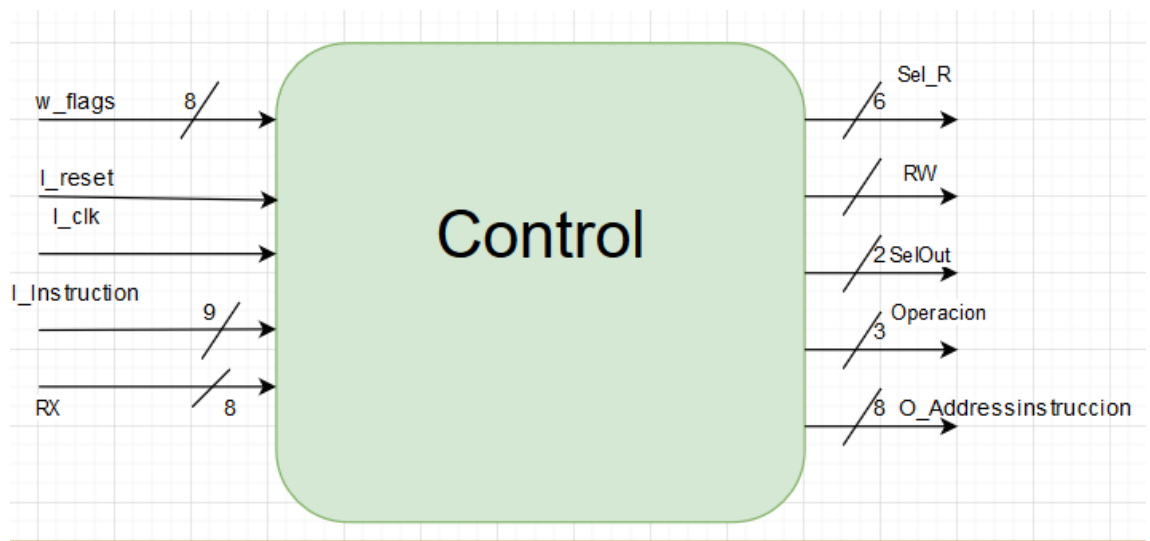 w_flags
8
I_reset
I_clk
I_Instruction
9
RX
8
Control
Sel_R
6
RW
2
SelOut
Operacion
3
8
O_Addressinstruccion